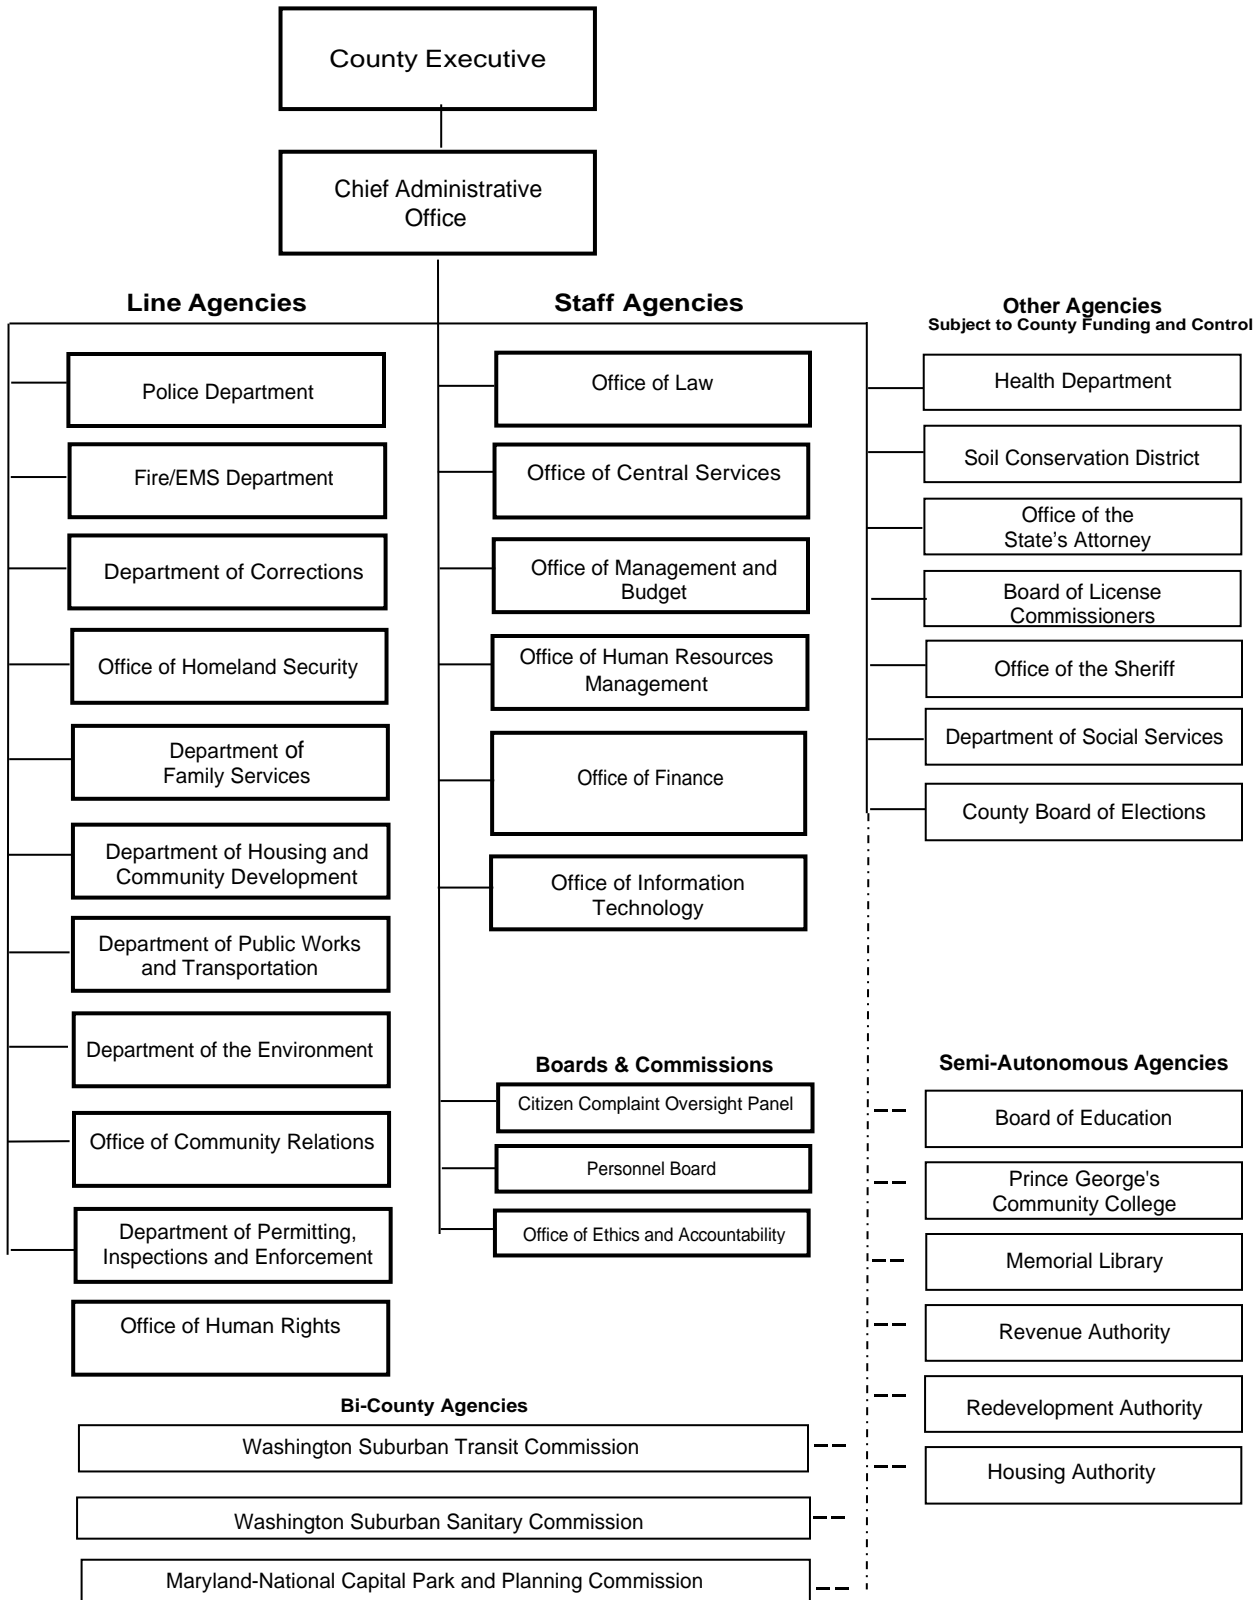 County Executive
Chief Administrative
Office
Line Agencies
Police Department
Fire/EMS Department
Department of Corrections
Office of Homeland Security
Department of
Family Services
Department of Housing and
Community Development
Department of Public Works
and Transportation
Department of the Environment
Office of Community Relations
Department of Permitting,
Inspections and Enforcement
Office of Human Rights
Staff Agencies
Office of Law
Office of Central Services
Office of Management and
Budget
Office of Human Resources
Management
Office of Finance
Office of Information
Technology
Boards & Commissions
Citizen Complaint Oversight Panel
Personnel Board
Office of Ethics and Accountability
Other Agencies
Subject to County Funding and Control
Health Department
Soil Conservation District
Office of the
State’s Attorney
Board of License
Commissioners
Office of the Sheriff
Department of Social Services
County Board of Elections
Semi-Autonomous Agencies
Board of Education
Prince George's
Community College
Memorial Library
Revenue Authority
Redevelopment Authority
Housing Authority
Bi-County Agencies
Washington Suburban Transit Commission
Washington Suburban Sanitary Commission
Maryland-National Capital Park and Planning Commission